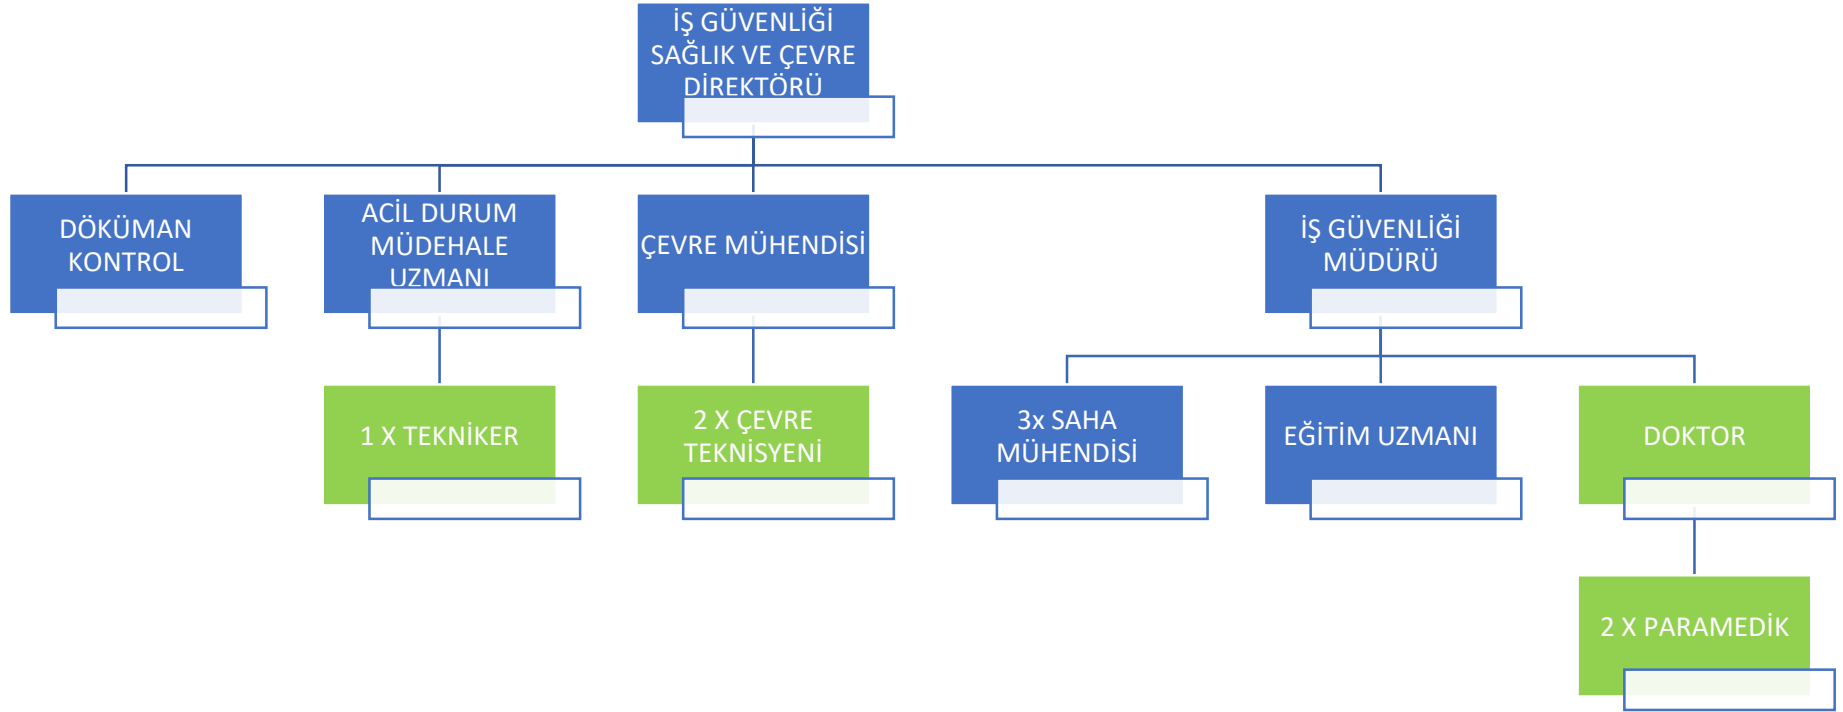 İŞ GÜVENLİĞİ
SAĞLIK VE ÇEVRE
DİREKTÖRÜ
DÖKÜMAN
KONTROL
ACİL DURUM
MÜDEHALE
UZMANI
ÇEVRE MÜHENDİSİ
İŞ GÜVENLİĞİ
MÜDÜRÜ
1 X TEKNİKER
2 X ÇEVRE
TEKNİSYENİ
3x SAHA
MÜHENDİSİ
EĞİTİM UZMANI
DOKTOR
2 X PARAMEDİK